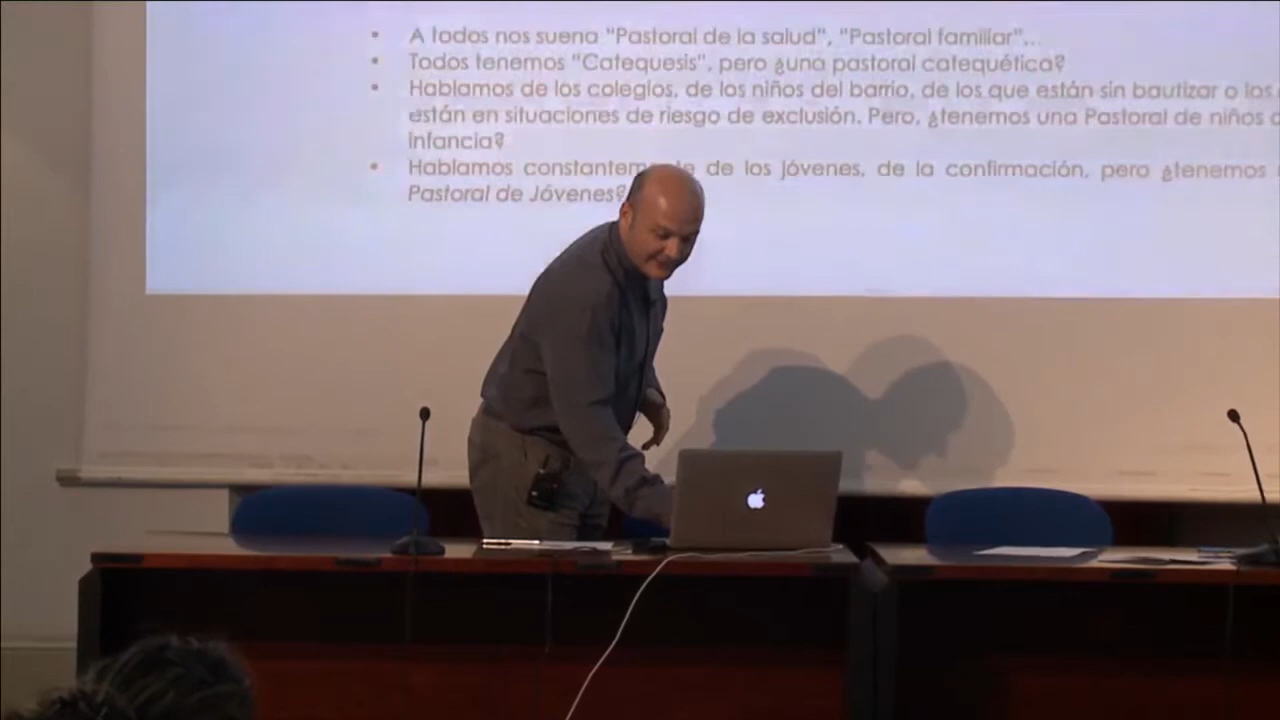 • A todos nos suena "Pastoral de la salud", "Pastoral familiar"...
• Todos tenemos "Catequesis", pero ¿una pastoral catequética?
• Hablamos de los colegios, de los niños del barrio, de los que están sin bautizar o los
están en situaciones de riesgo de exclusión. Pero, ¿tenemos una Pastoral de niños
infancia?
• Hablamos constantemente de los jóvenes, de la confirmación, pero ¿tenemos
Pastoral de Jóvenes?